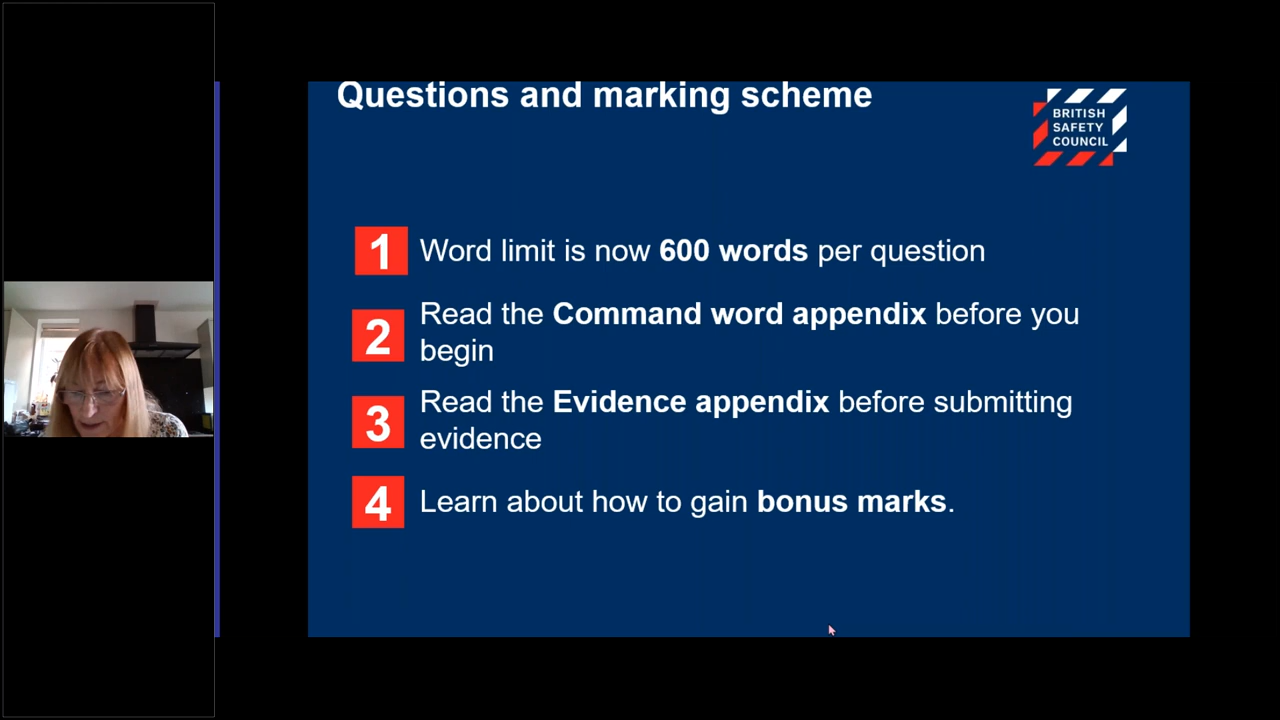 Questions and marking scheme
BRITISH
SAFETY
COUNCIL
1 Word limit is now 600 words per question
2 Read the Command word appendix before you
begin
3 Read the Evidence appendix before submitting
evidence
4 Learn about how to gain bonus marks.